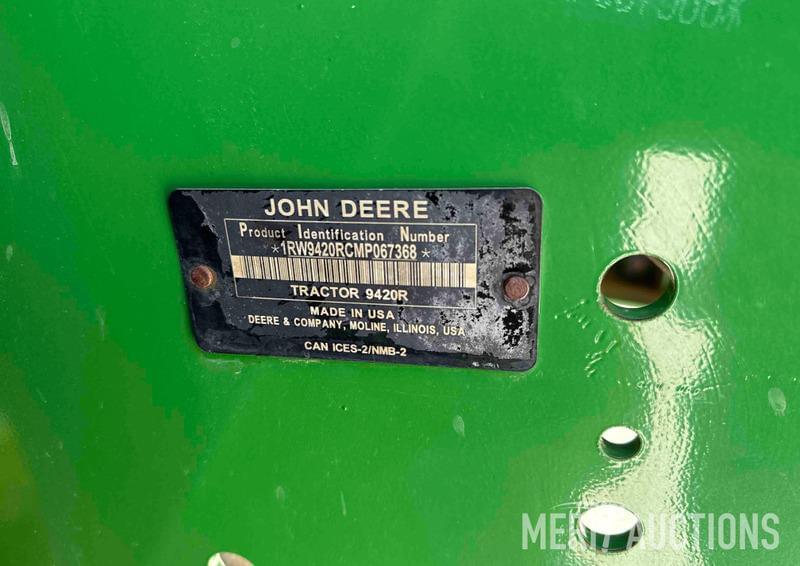 JOHN DEERE
Product Identification Number
*1RW9420RCMP067368*
TRACTOR 9420R
MADE IN USA
DEERE & COMPANY, MOLINE, ILLINOIS, USA
CAN ICES-2/NMB-2
AUCTIONS